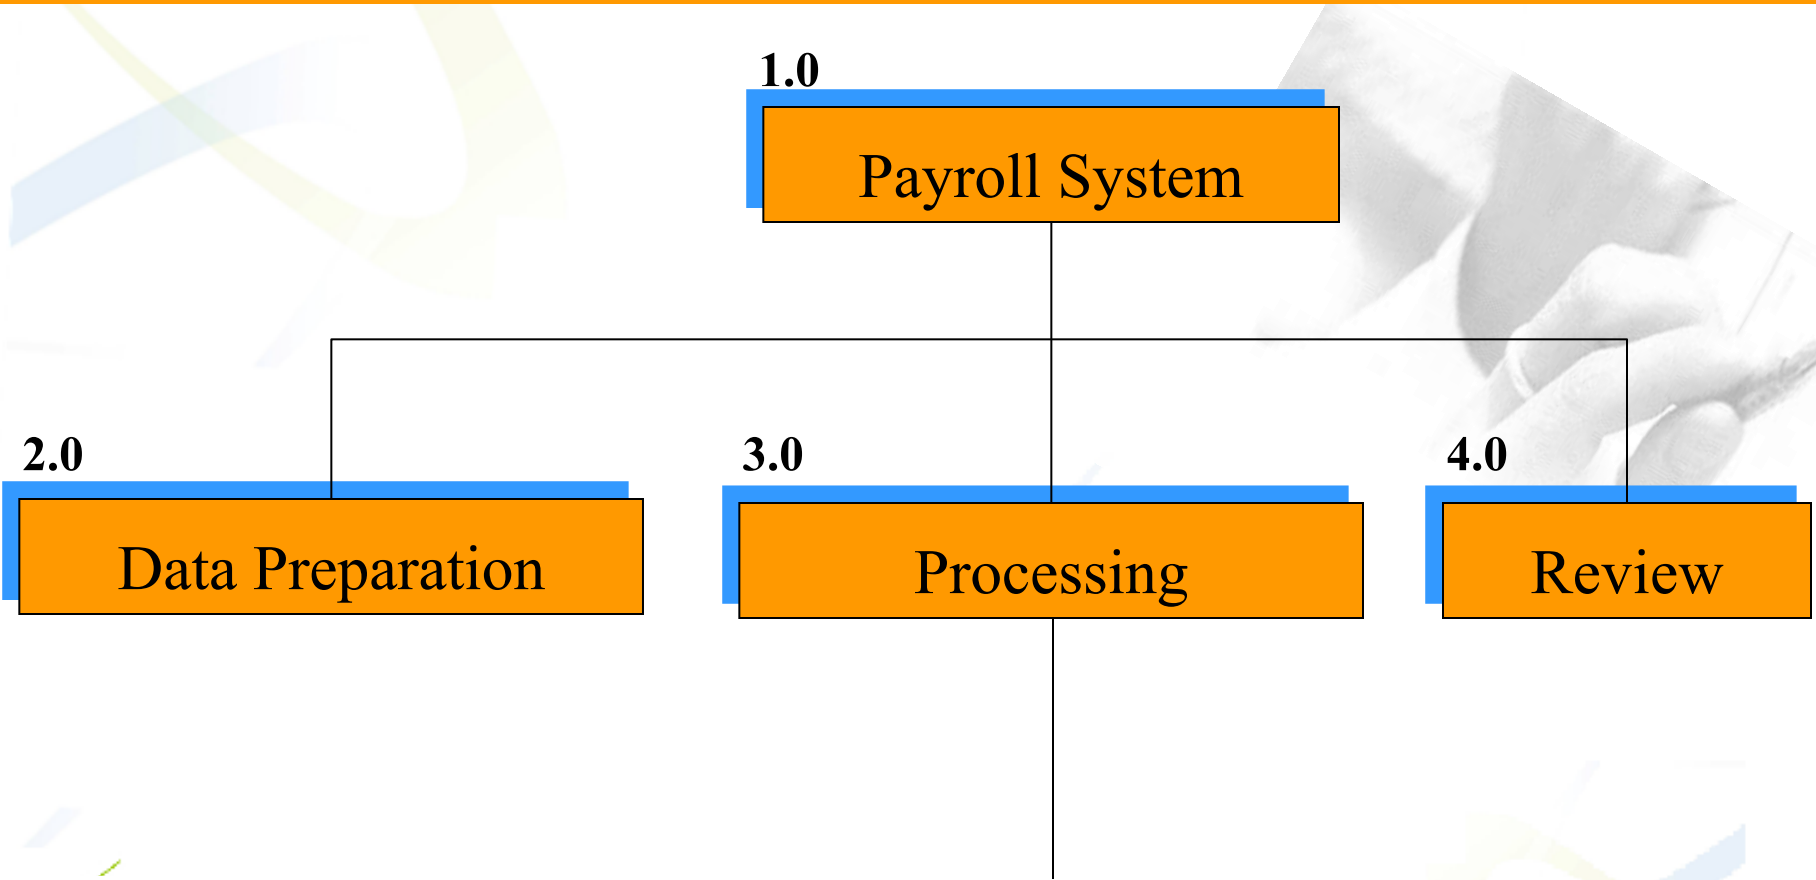 1.0
Payroll System
2.0
3.0
4.0
Data Preparation
Processing
Review